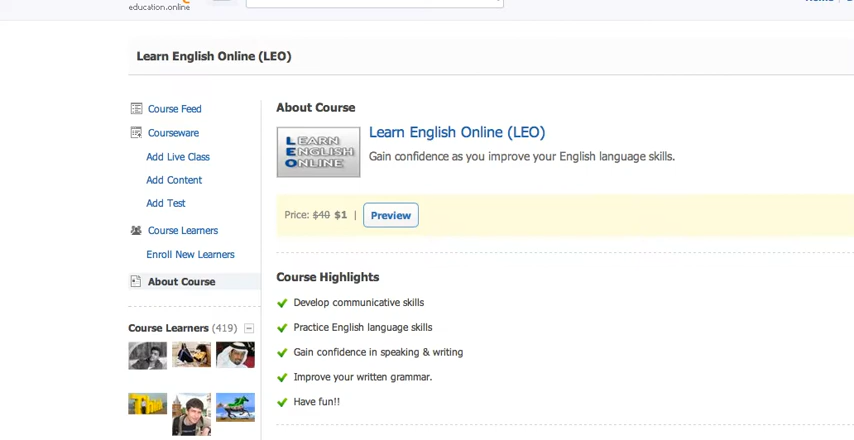 education.online
Home
Learn English Online (LEO)
Course Feed
Courseware
Add Live Class
Add Content
Add Test
Course Learners
Enroll New Learners
About Course
Course Learners (419)
About Course
LEARN
ENGLISH
ONLINE
Learn English Online (LEO)
Gain confidence as you improve your English language skills.
Price: $40 $1 | Preview
Course Highlights
Develop communicative skills
Practice English language skills
Gain confidence in speaking & writing
Improve your written grammar.
Have fun!!